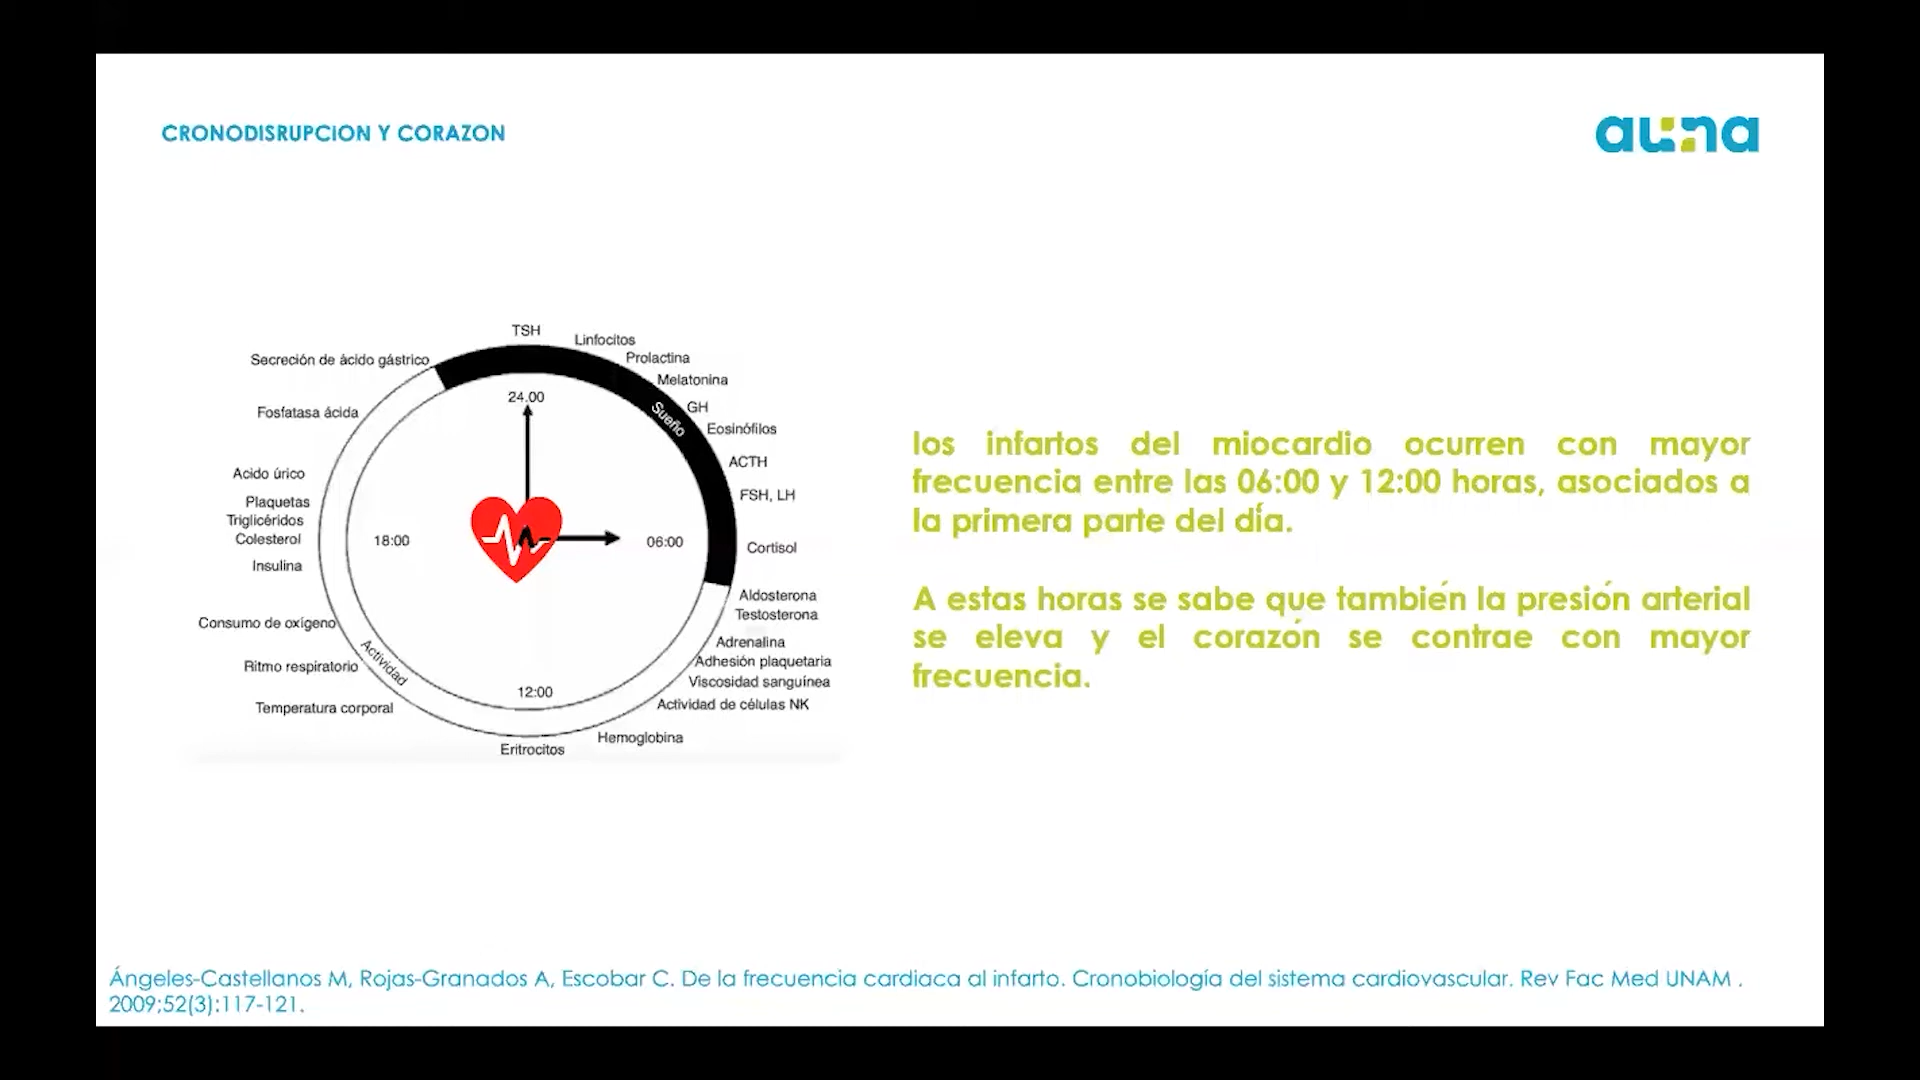 CRONODISRUPCION Y CORAZON
auna
TSH
Linfocitos
Prolactina
Melatonina
GH
Eosinófilos
ACTH
FSH, LH
Cortisol
Aldosterona
Testosterona
Adrenalina
Adhesión plaquetaria
Viscosidad sanguínea
Actividad de células NK
Hemoglobina
Eritrocitos
Temperatura corporal
Ritmo respiratorio
Consumo de oxígeno
Insulina
Colesterol
Triglicéridos
Plaquetas
Acido úrico
Fosfatasa ácida
Secreción de ácido gástrico
Sueño
Actividad
24.00
06:00
12:00
18:00
los infartos del miocardio ocurren con mayor
frecuencia entre las 06:00 y 12:00 horas, asociados a
la primera parte del día.
A estas horas se sabe que también la presión arterial
se eleva y el corazón se contrae con mayor
frecuencia.
Ángeles-Castellanos M, Rojas-Granados A, Escobar C. De la frecuencia cardiaca al infarto. Cronobiología del sistema cardiovascular. Rev Fac Med UNAM .
2009;52(3):117-121.